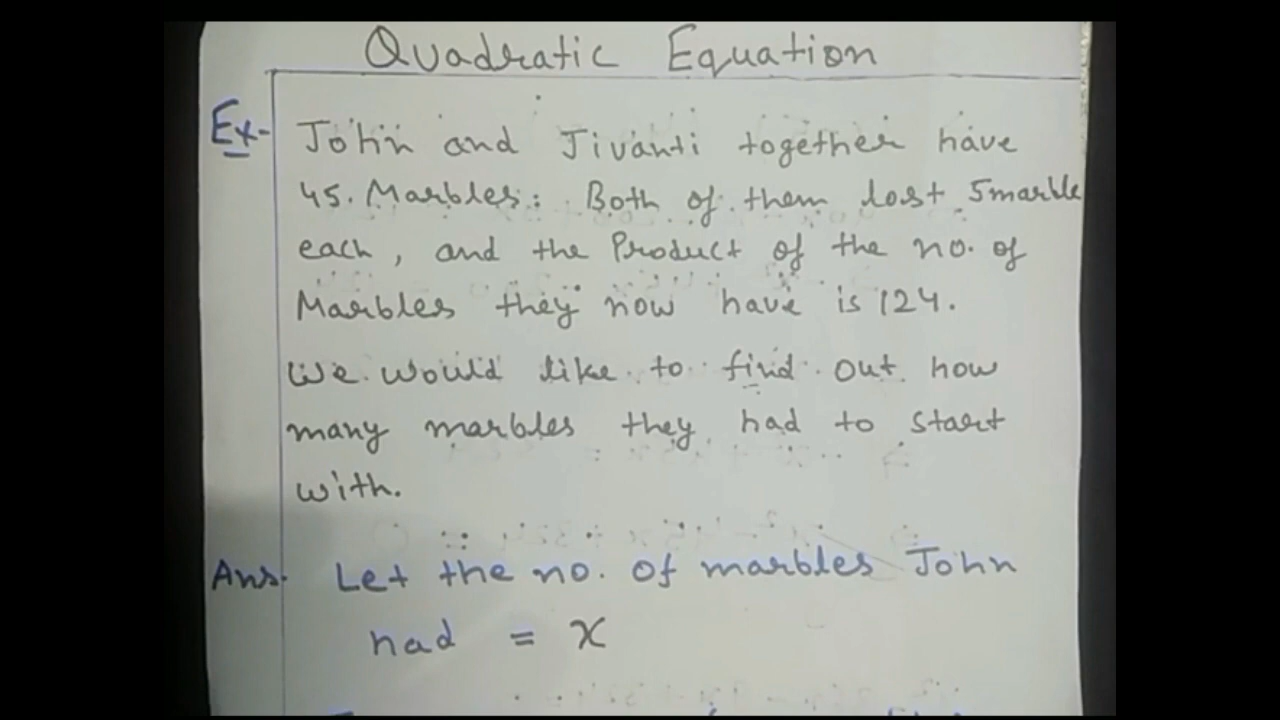 Quadratic Equation
Ex- John and Jivanti together have
45. Marbles: Both of them lost 5marble
each, and the Product of the no. of
Marbles they now have is 124.
We would like to find out how
many marbles they had to start
with.
Ans. Let the no. of marbles John
had = x